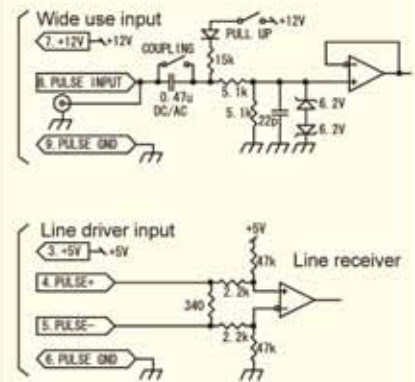 Wide use input
7. +12V +12V
+12V
PULL UP
COUPLING
15k
8. PULSE INPUT
0.47u
DC/AC
5.1k
5.1k
22p
6.2V
6.2V
9. PULSE GND
Line driver input
3. +5V +5V
+5V
47k
Line receiver
4. PULSE+
2.2k
340
5. PULSE-
2.2k
47k
6. PULSE GND